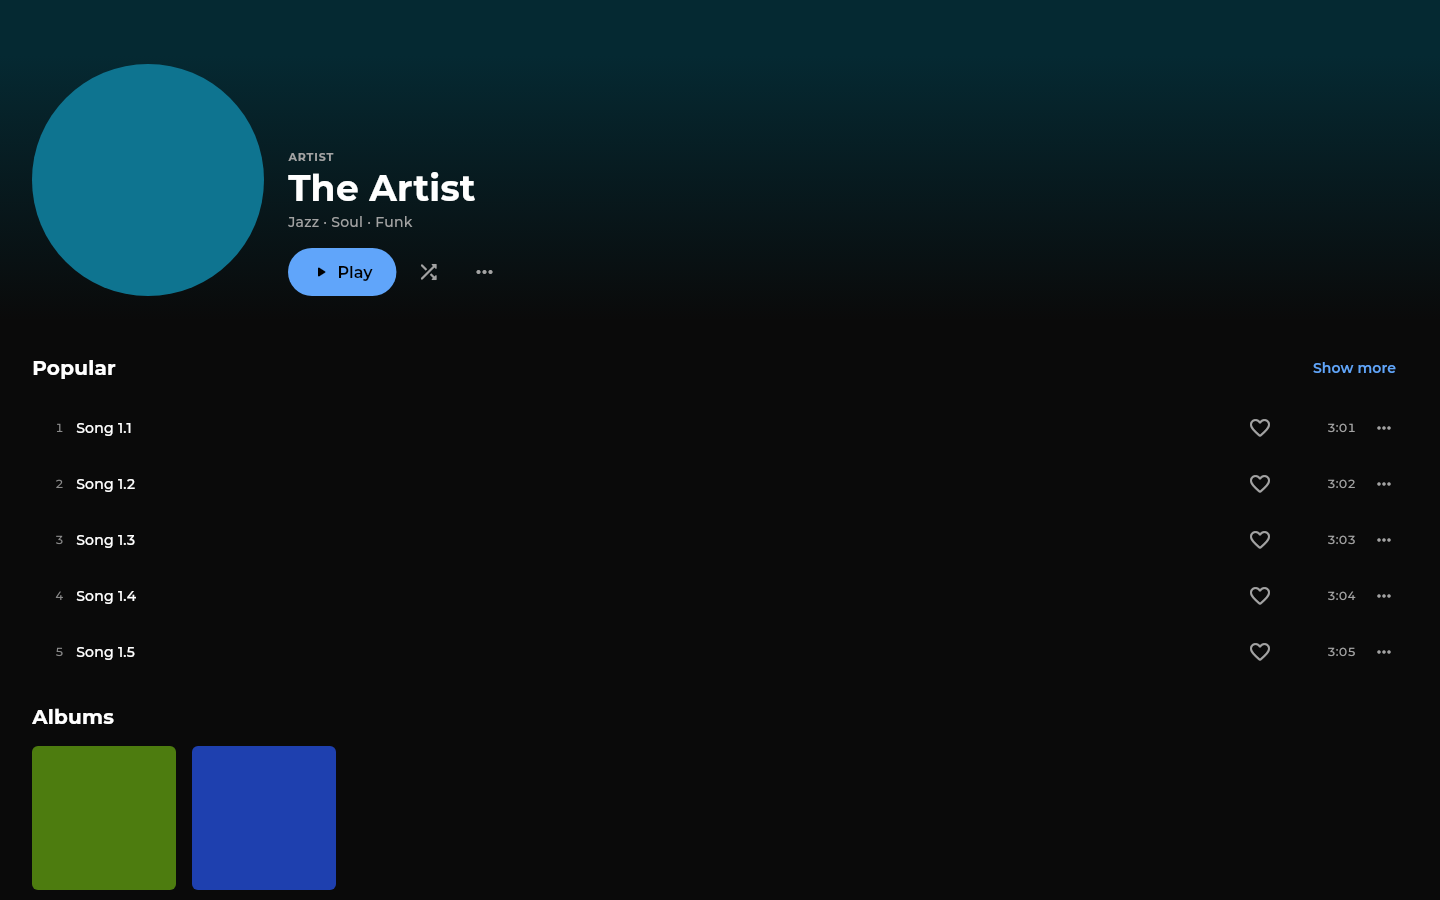 ARTIST
The Artist
Jazz · Soul · Funk
Play
Popular
Show more
1 Song 1.1 3:01
2 Song 1.2 3:02
3 Song 1.3 3:03
4 Song 1.4 3:04
5 Song 1.5 3:05
Albums